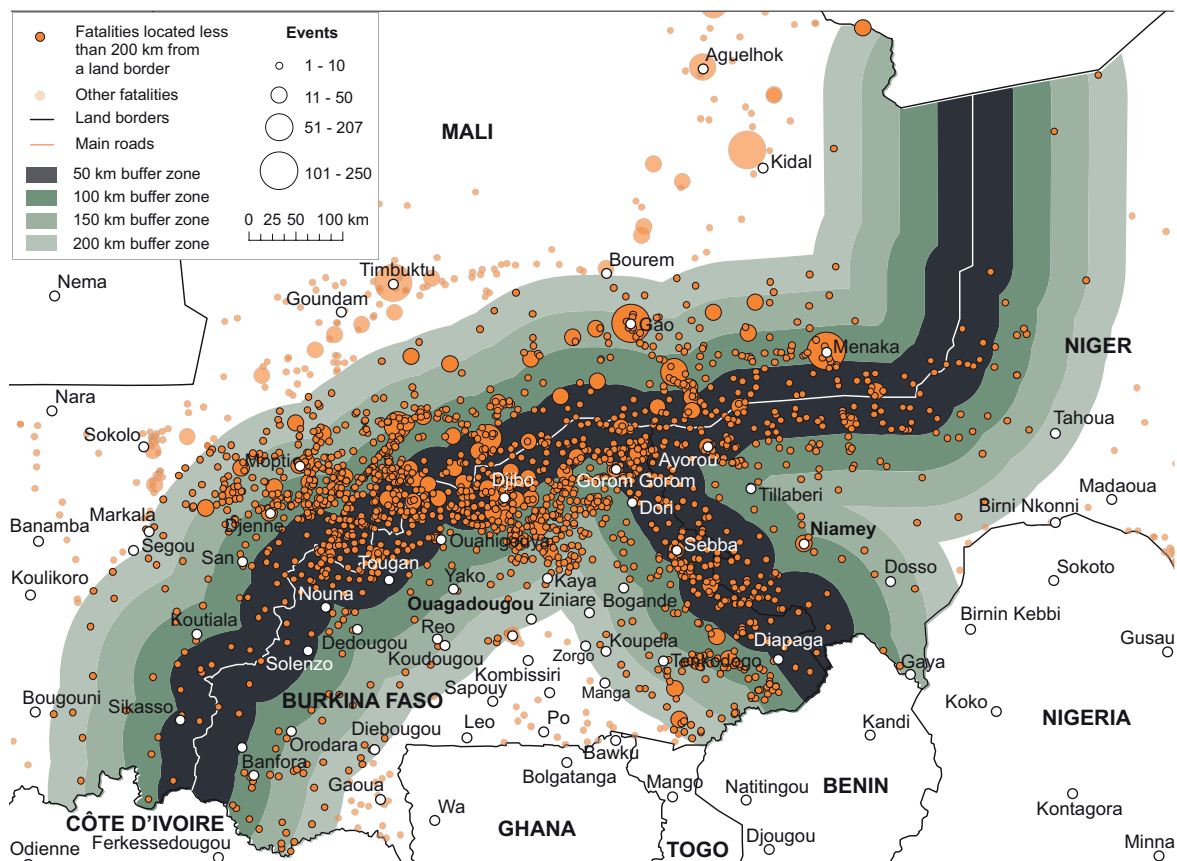 Fatalities located less
than 200 km from
a land border
Other fatalities
Land borders
Main roads
50 km buffer zone
100 km buffer zone
150 km buffer zone
200 km buffer zone
Events
1 - 10
11 - 50
51 - 207
101 - 250
0 25 50 100 km
Aguelhok
MALI
Kidal
Nema
Timbuktu
Bourem
Goundam
Gao
Menaka
NIGER
Nara
Sokolo
Tahoua
Mopti
Ayorou
Djibo
Gorom Gorom
Tillaberi
Madaoua
Markala
Djenne
Dori
Birni Nkonni
Banamba
Segou
Ouahigouya
Niamey
San
Sebba
Tougan
Koulikoro
Yako
Kaya
Dosso
Sokoto
Nouna
Ouagadougou
Ziniare
Bogande
Birnin Kebbi
Koutiala
Dedougou
Reo
Koupela
Gusau
Solenzo
Koudougou
Zorgo
Tenkodogo
Diapaga
Kombissiri
Gaya
Bougouni
BURKINA FASO
Sapouy
Manga
Sikasso
Koko
NIGERIA
Diebougou
Leo
Po
Kandi
Orodara
Bawku
Banfora
Bolgatanga
Gaoua
Mango
Natitingou
BENIN
Wa
Kontagora
CÔTE D'IVOIRE
GHANA
Odienne
Ferkessedougou
TOGO
Djougou
Minna